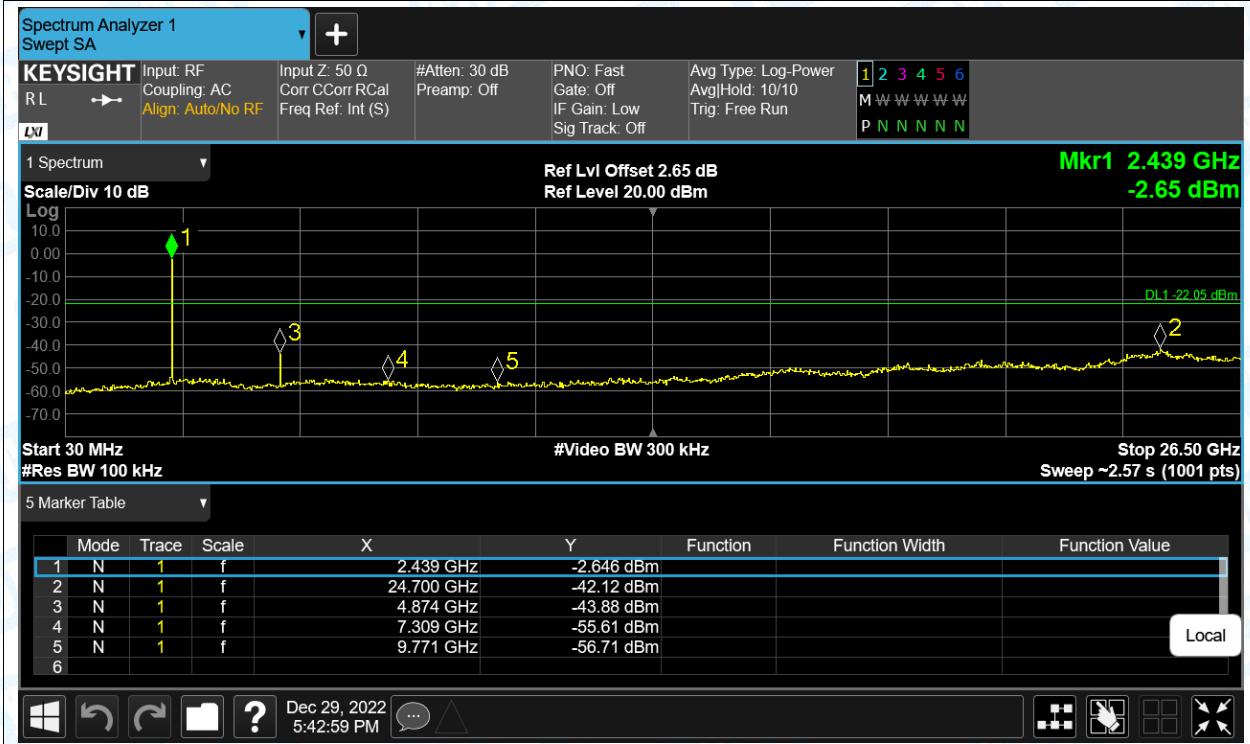 Spectrum Analyzer 1
Swept SA
+
KEYSIGHT
R L
LXI
Input: RF
Coupling: AC
Align: Auto/No RF
Input Z: 50 Ω
Corr CCorr RCal
Freq Ref: Int (S)
#Atten: 30 dB
Preamp: Off
PNO: Fast
Gate: Off
IF Gain: Low
Sig Track: Off
Avg Type: Log-Power
Avg|Hold: 10/10
Trig: Free Run
1 2 3 4 5 6
M W W W W W
P N N N N N
1 Spectrum
Scale/Div 10 dB
Ref Lvl Offset 2.65 dB
Ref Level 20.00 dBm
Mkr1 2.439 GHz
-2.65 dBm
Log
10.0
0.00
-10.0
-20.0
-30.0
-40.0
-50.0
-60.0
-70.0
1
3
4
5
2
DL1 -22.05 dBm
Start 30 MHz
#Res BW 100 kHz
#Video BW 300 kHz
Stop 26.50 GHz
Sweep ~2.57 s (1001 pts)
5 Marker Table
Mode Trace Scale X Y Function Function Width Function Value
1 N 1 f 2.439 GHz -2.646 dBm
2 N 1 f 24.700 GHz -42.12 dBm
3 N 1 f 4.874 GHz -43.88 dBm
4 N 1 f 7.309 GHz -55.61 dBm
5 N 1 f 9.771 GHz -56.71 dBm
6
Local
?
Dec 29, 2022
5:42:59 PM